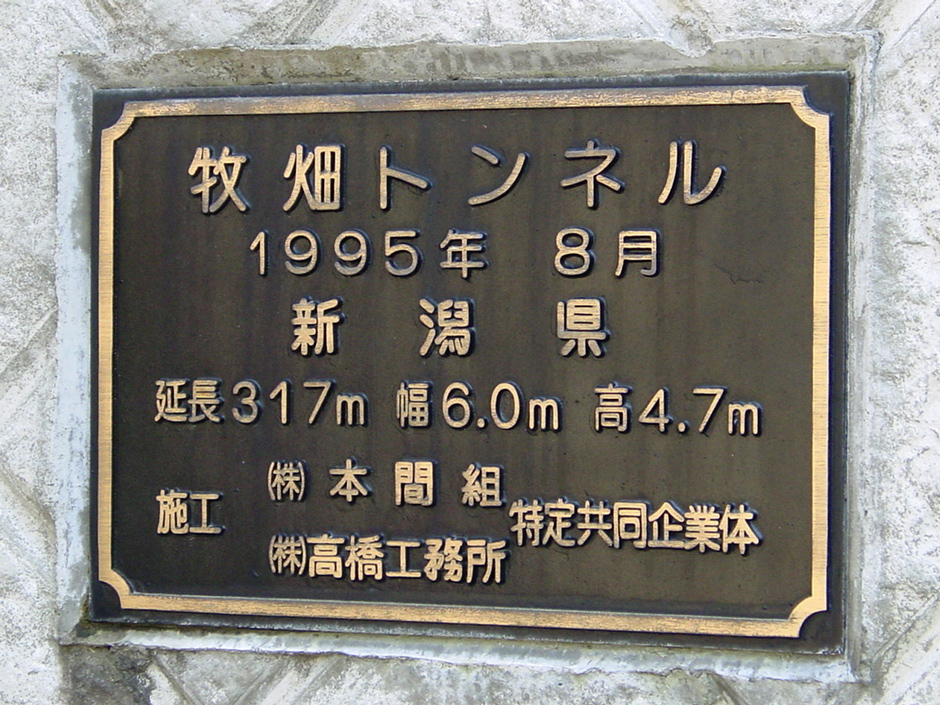 牧畑トンネル
1995年 8月
新潟県
延長317m 幅6.0m 高4.7m
施工 ㈱本間組 特定共同企業体
㈱高橋工務所